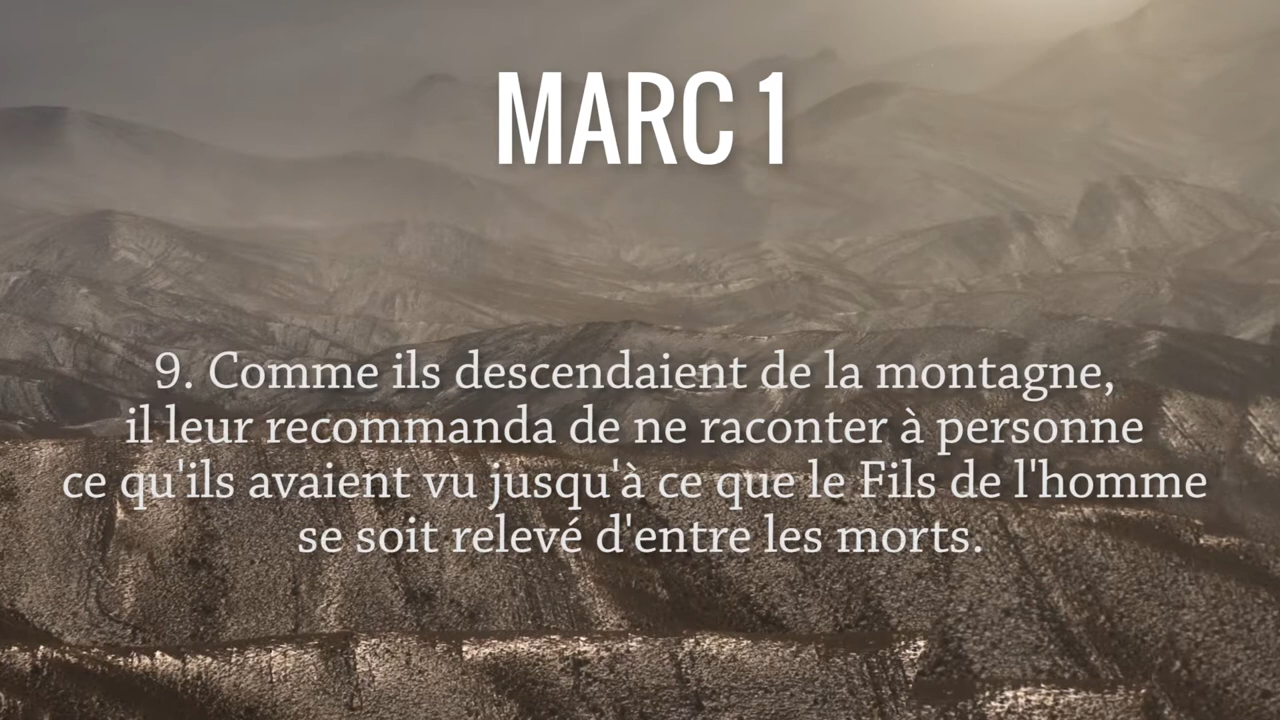 MARC 1
9. Comme ils descendaient de la montagne,
il leur recommanda de ne raconter à personne
ce qu'ils avaient vu jusqu'à ce que le Fils de l'homme
se soit relevé d'entre les morts.